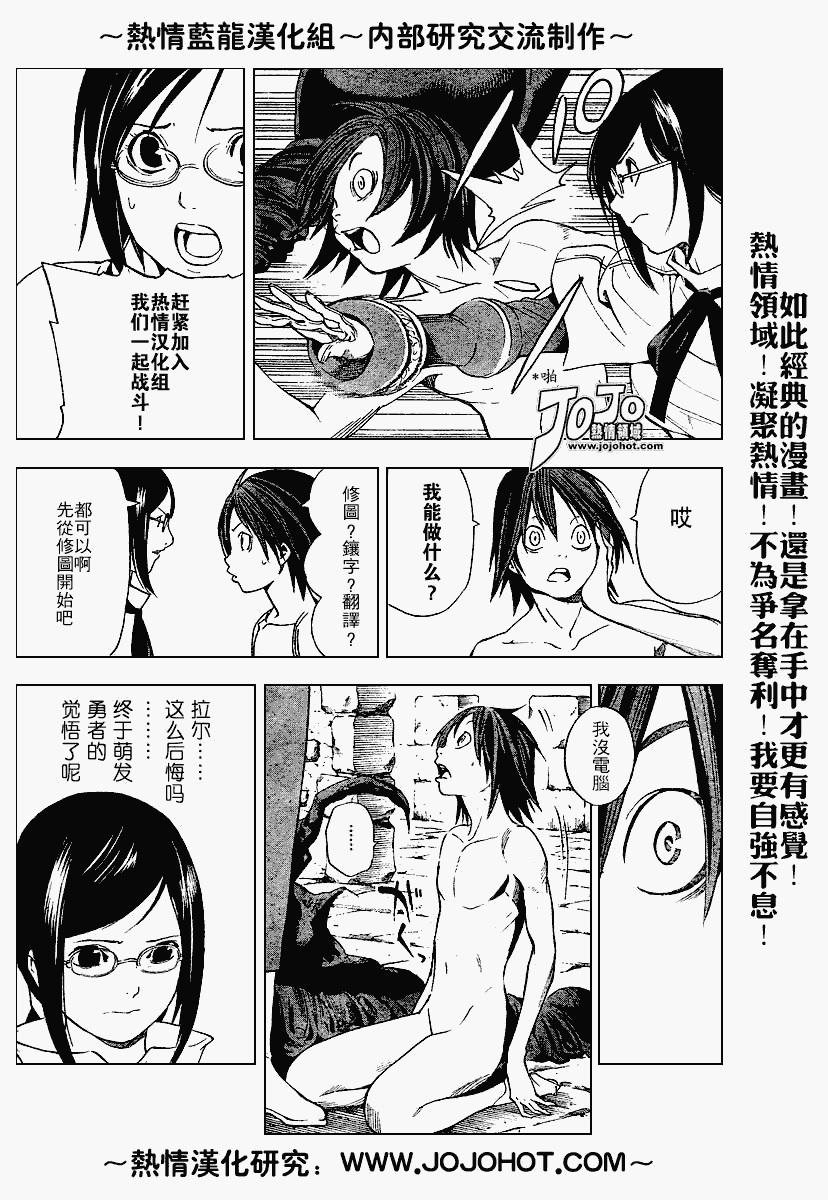 ～熱情藍龍漢化組～内部研究交流制作～
*啪
JOJO
熱情領域
www.jojohot.com
赶紧加入
热情汉化组
我们一起战斗！
哎
我能做什么？
修圖？鑲字？翻譯？
都可以啊
先從修圖開始吧
我沒電腦
……
拉尔……
这么后悔吗
………
终于萌发
勇者的
觉悟了呢
如此經典的漫畫！還是拿在手中才更有感覺！
熱情領域！凝聚熱情！不為爭名奪利！我要自強不息！
～熱情漢化研究：WWW.JOJOHOT.COM～